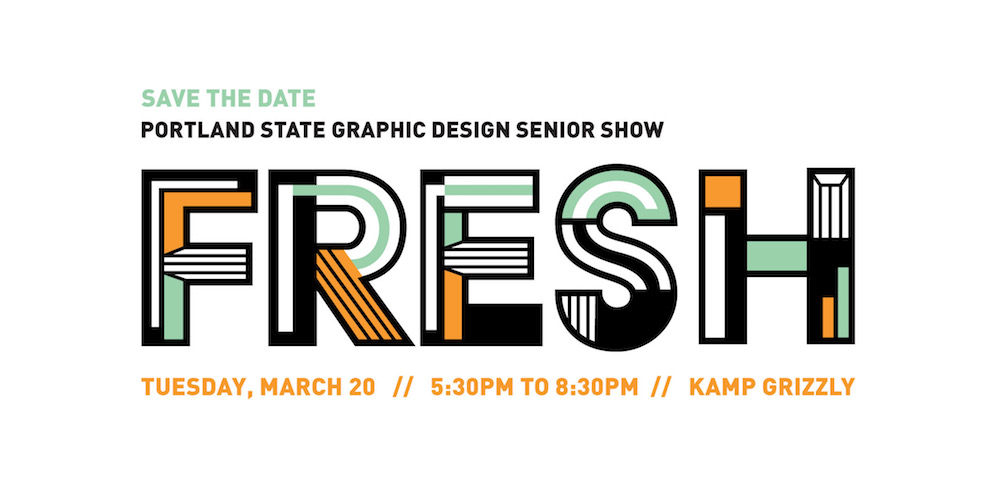 SAVE THE DATE
PORTLAND STATE GRAPHIC DESIGN SENIOR SHOW
FRESH
TUESDAY, MARCH 20 // 5:30PM TO 8:30PM // KAMP GRIZZLY